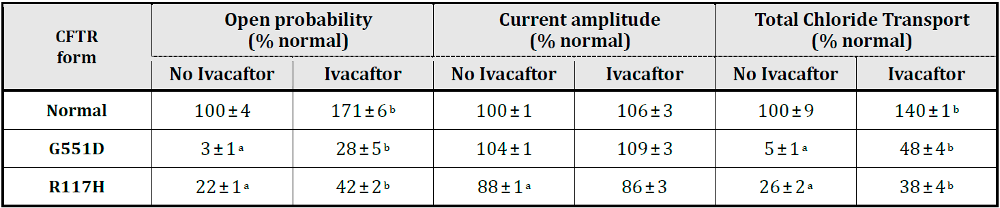 CFTR form Open probability (% normal) Current amplitude (% normal) Total Chloride Transport (% normal)
No Ivacaftor Ivacaftor No Ivacaftor Ivacaftor No Ivacaftor Ivacaftor
Normal 100±4 171±6 b 100±1 106±3 100±9 140±1 b
G551D 3±1 a 28±5 b 104±1 109±3 5±1 a 48±4 b
R117H 22±1 a 42±2 b 88±1 a 86±3 26±2 a 38±4 b